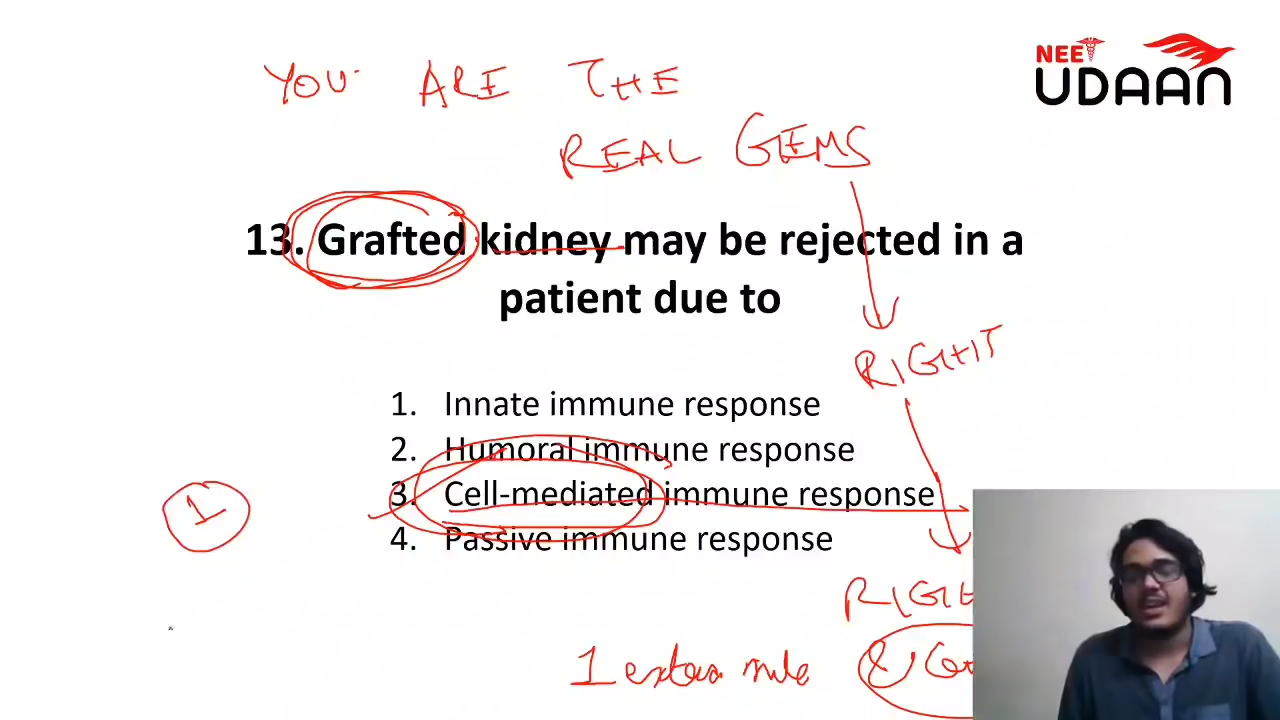 NEET
UDAAN
YOU ARE THE
REAL GEMS
13. Grafted kidney may be rejected in a
patient due to
RIGHT
1. Innate immune response
2. Humoral immune response
3. Cell-mediated immune response
4. Passive immune response
1
1 extra